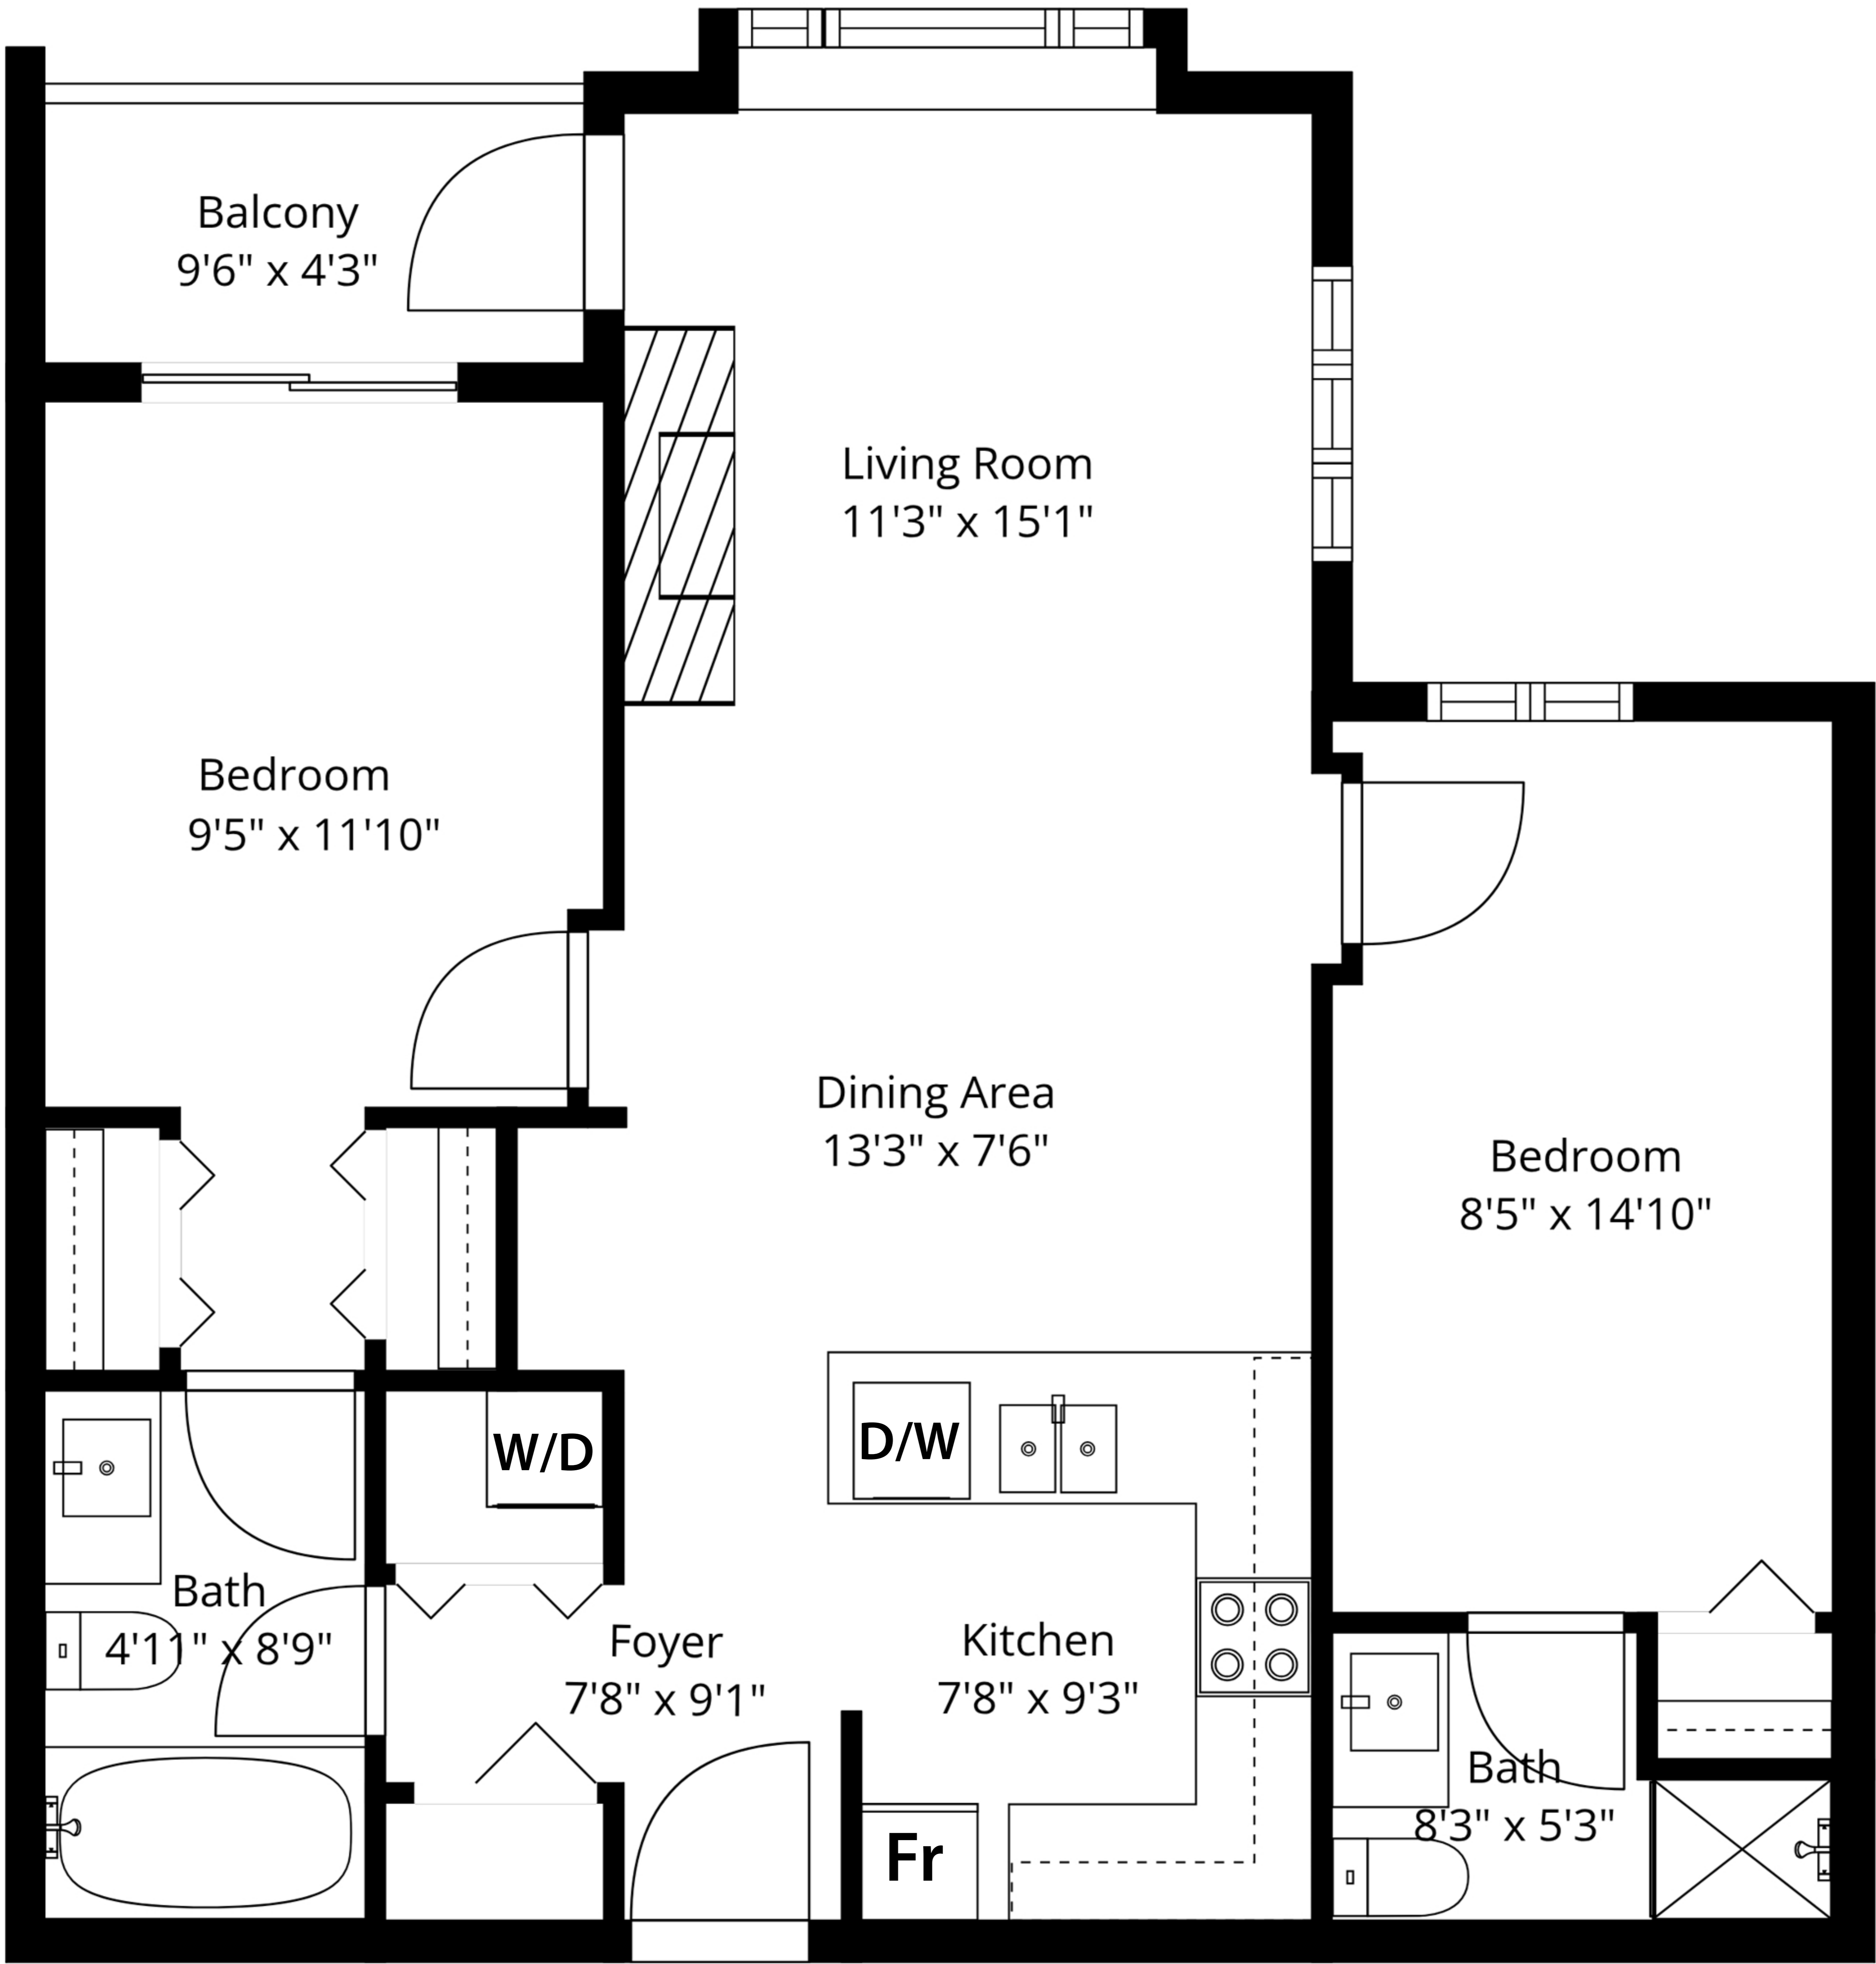 Balcony
9'6" x 4'3"
Living Room
11'3" x 15'1"
Bedroom
9'5" x 11'10"
Dining Area
13'3" x 7'6"
Bedroom
8'5" x 14'10"
W/D
D/W
Bath
4'11" x 8'9"
Foyer
7'8" x 9'1"
Kitchen
7'8" x 9'3"
Bath
8'3" x 5'3"
Fr